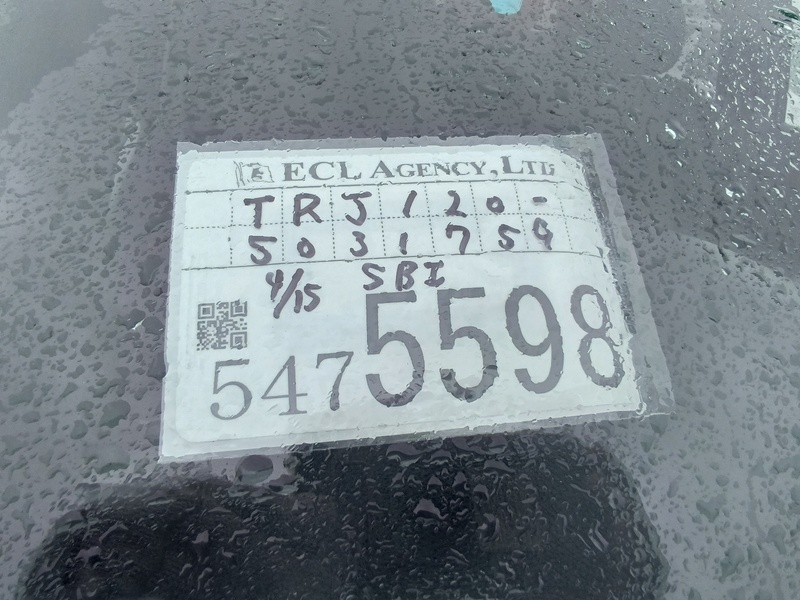 ECL AGENCY, LTD
TRJ120-
5031759
4/15 SBI
5475598